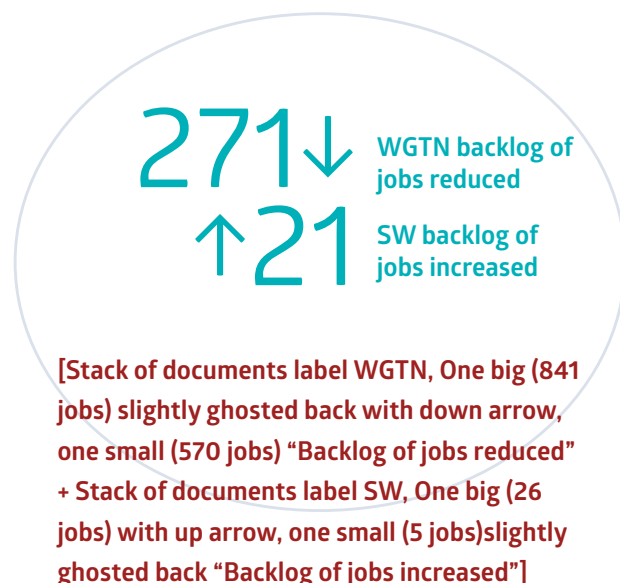 271↓ WGTN backlog of
jobs reduced
↑21 SW backlog of
jobs increased
[Stack of documents label WGTN, One big (841
jobs) slightly ghosted back with down arrow,
one small (570 jobs) “Backlog of jobs reduced”
+ Stack of documents label SW, One big (26
jobs) with up arrow, one small (5 jobs)slightly
ghosted back “Backlog of jobs increased”]